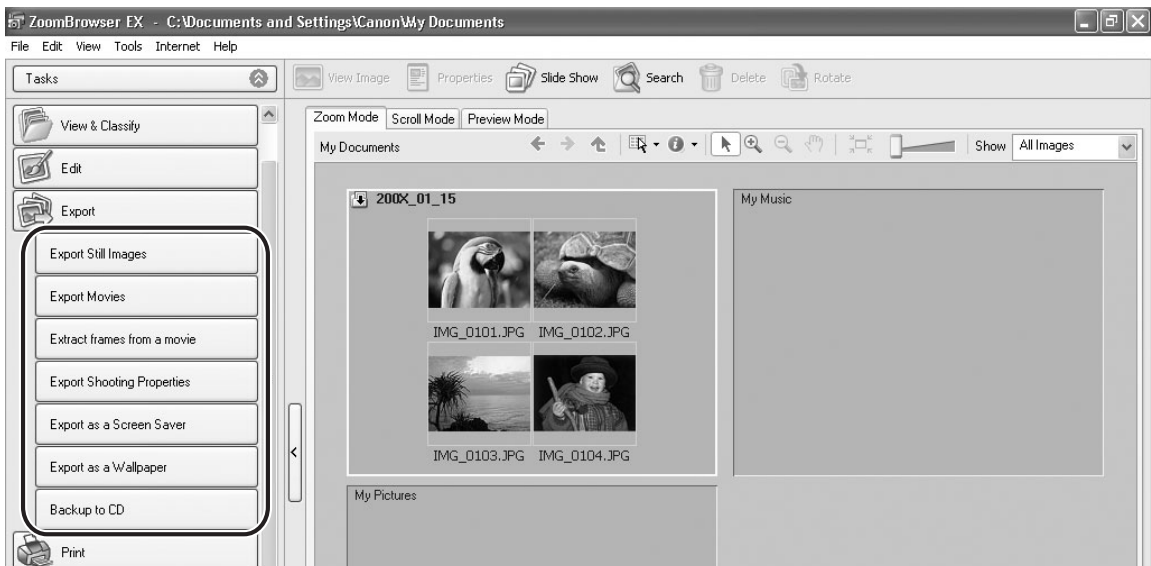 ZoomBrowser EX - C:\Documents and Settings\Canon\My Documents
File Edit View Tools Internet Help
Tasks
View Image Properties Slide Show Search Delete Rotate
View & Classify
Edit
Export
Export Still Images
Export Movies
Extract frames from a movie
Export Shooting Properties
Export as a Screen Saver
Export as a Wallpaper
Backup to CD
Print
Zoom Mode Scroll Mode Preview Mode
My Documents Show All Images
200X_01_15
IMG_0101.JPG IMG_0102.JPG
IMG_0103.JPG IMG_0104.JPG
My Music
My Pictures